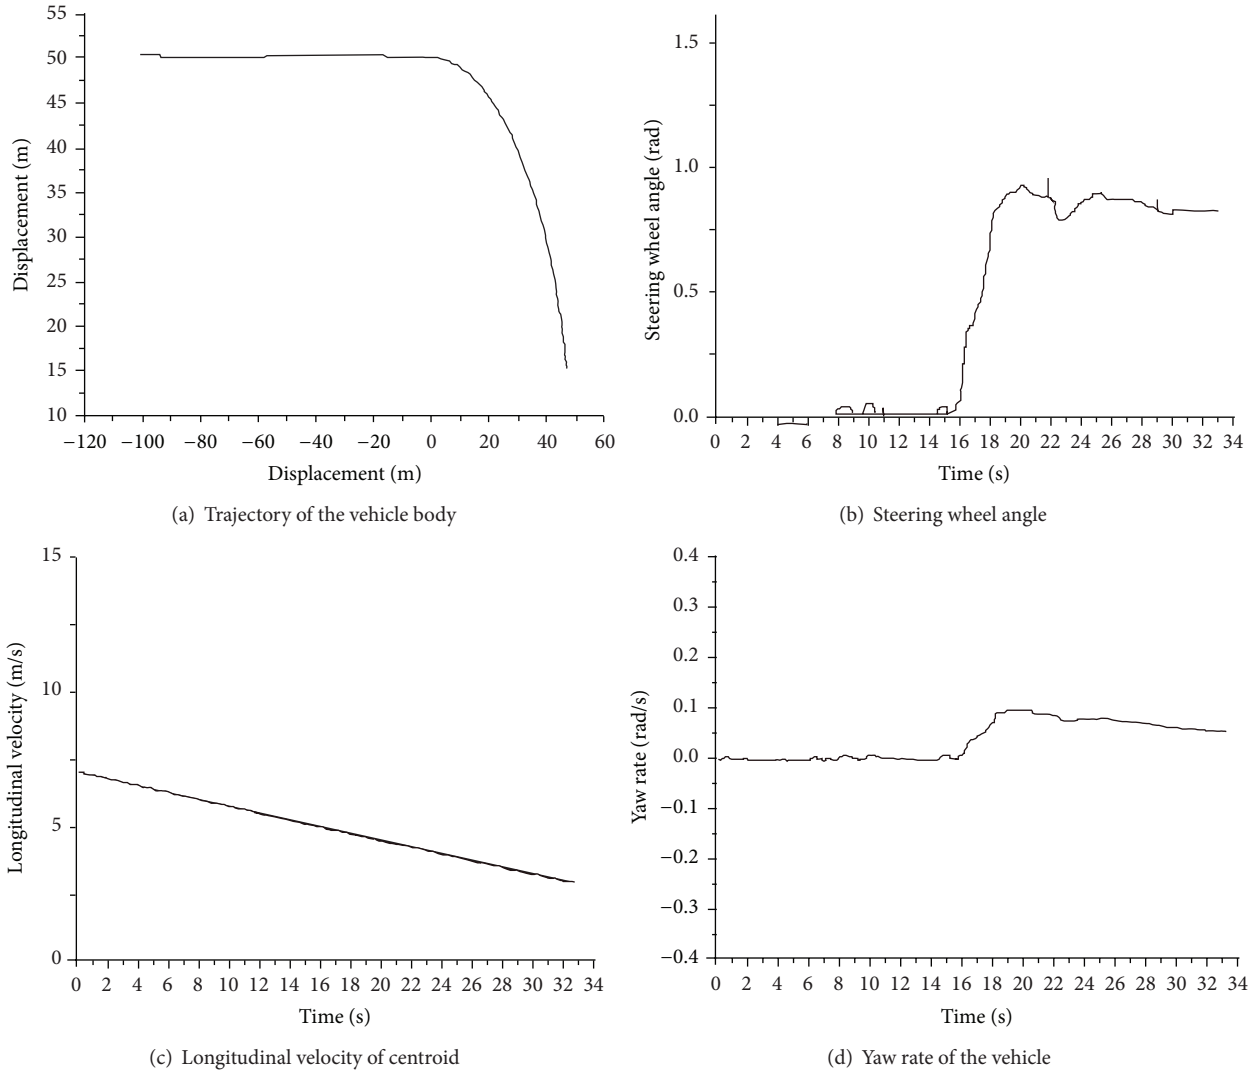 55
50
45
40
35
30
25
20
15
10
Displacement (m)
−120 −100 −80 −60 −40 −20 0 20 40 60
Displacement (m)
(a) Trajectory of the vehicle body
1.5
1.0
0.5
0.0
Steering wheel angle (rad)
0 2 4 6 8 10 12 14 16 18 20 22 24 26 28 30 32 34
Time (s)
(b) Steering wheel angle
15
10
5
0
Longitudinal velocity (m/s)
0 2 4 6 8 10 12 14 16 18 20 22 24 26 28 30 32 34
Time (s)
(c) Longitudinal velocity of centroid
0.4
0.3
0.2
0.1
0.0
−0.1
−0.2
−0.3
−0.4
Yaw rate (rad/s)
0 2 4 6 8 10 12 14 16 18 20 22 24 26 28 30 32 34
Time (s)
(d) Yaw rate of the vehicle